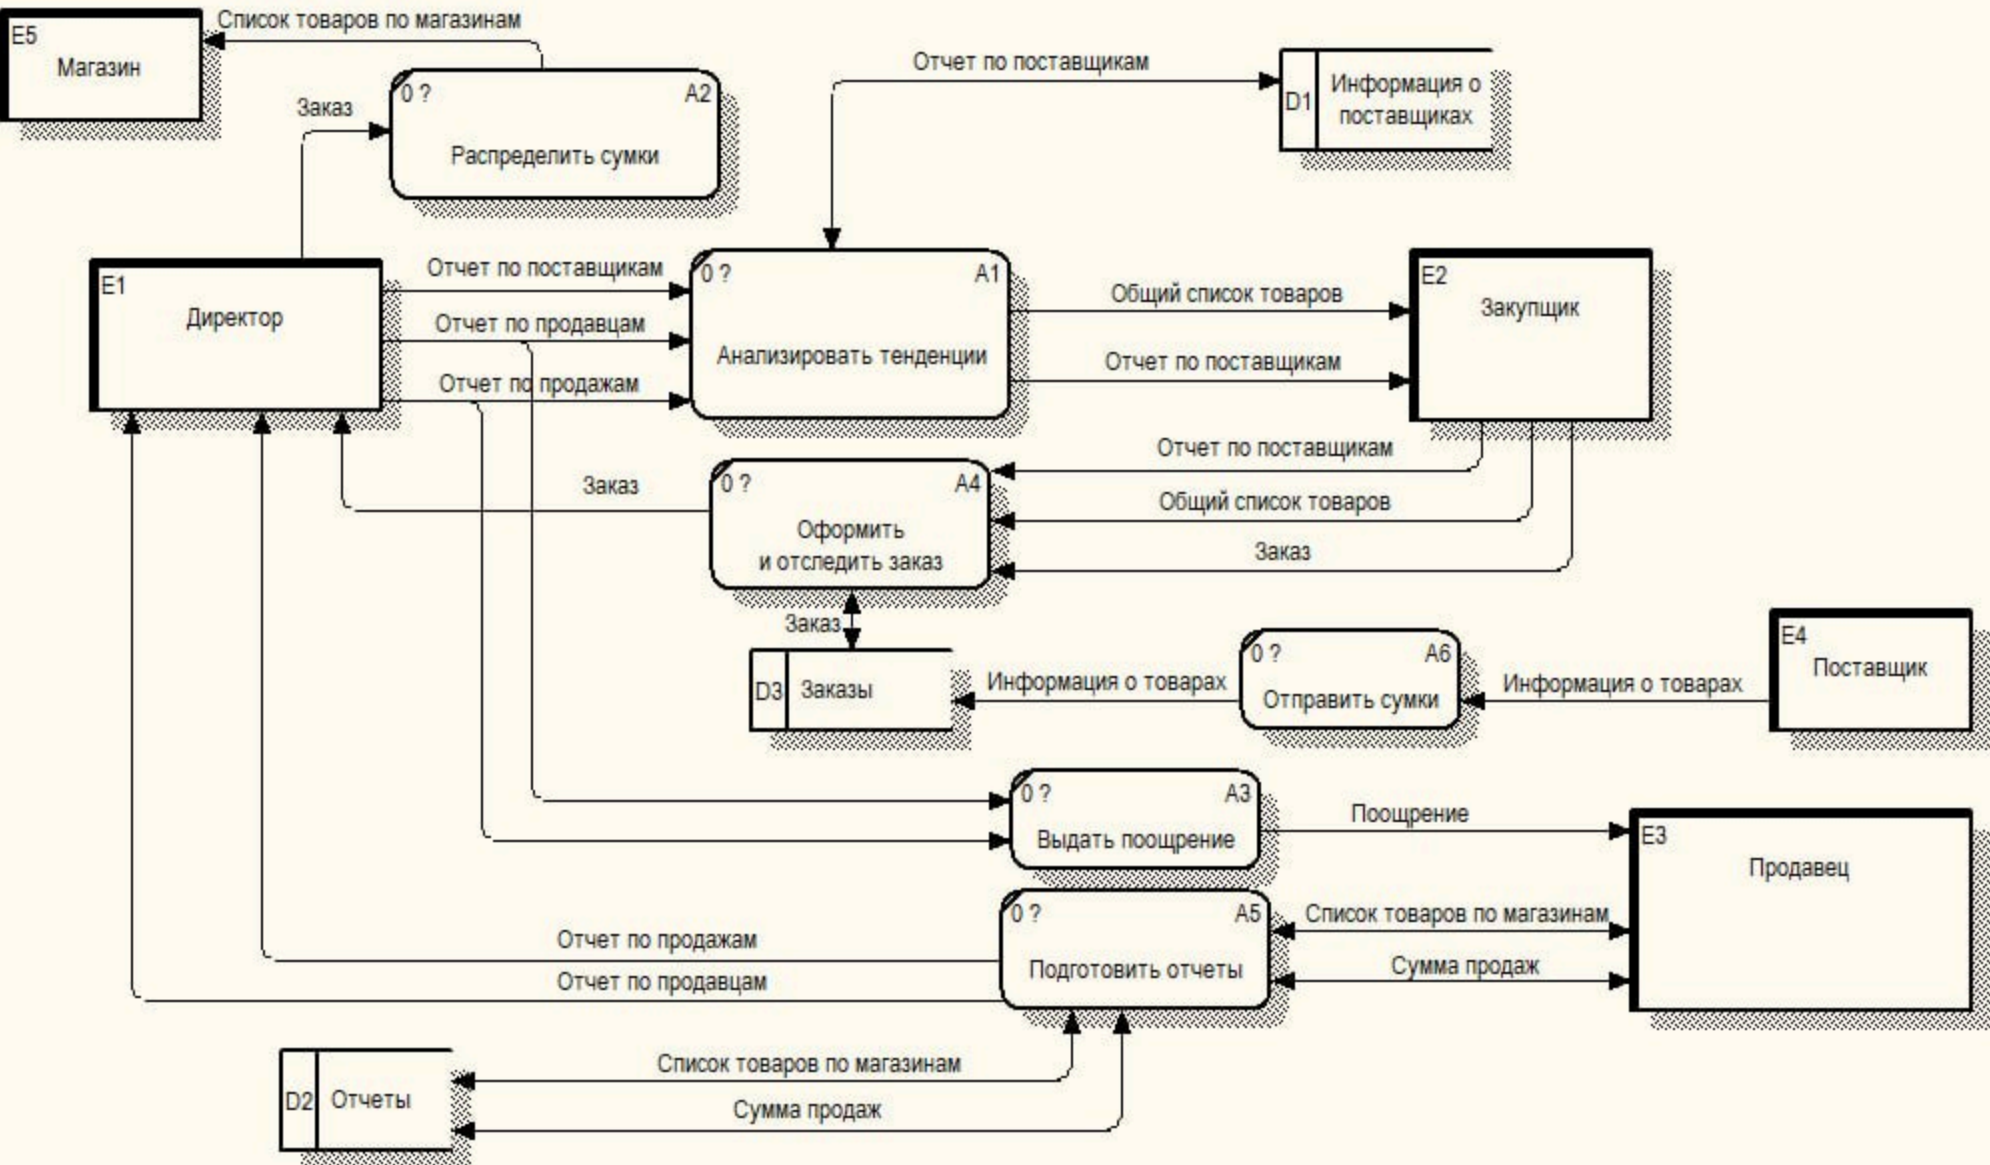 Список товаров по магазинам
E5
Магазин
Отчет по поставщикам
D1
Информация о
поставщиках
Заказ
0 ?
A2
Распределить сумки
E1
Директор
Отчет по поставщикам
Отчет по продавцам
Отчет по продажам
0 ?
A1
Анализировать тенденции
Общий список товаров
Отчет по поставщикам
E2
Закупщик
Отчет по поставщикам
Общий список товаров
Заказ
Заказ
0 ?
A4
Оформить
и отследить заказ
Заказ
D3
Заказы
Информация о товарах
0 ?
A6
Отправить сумки
Информация о товарах
E4
Поставщик
0 ?
A3
Выдать поощрение
Поощрение
E3
Продавец
0 ?
A5
Подготовить отчеты
Список товаров по магазинам
Сумма продаж
Отчет по продажам
Отчет по продавцам
D2
Отчеты
Список товаров по магазинам
Сумма продаж